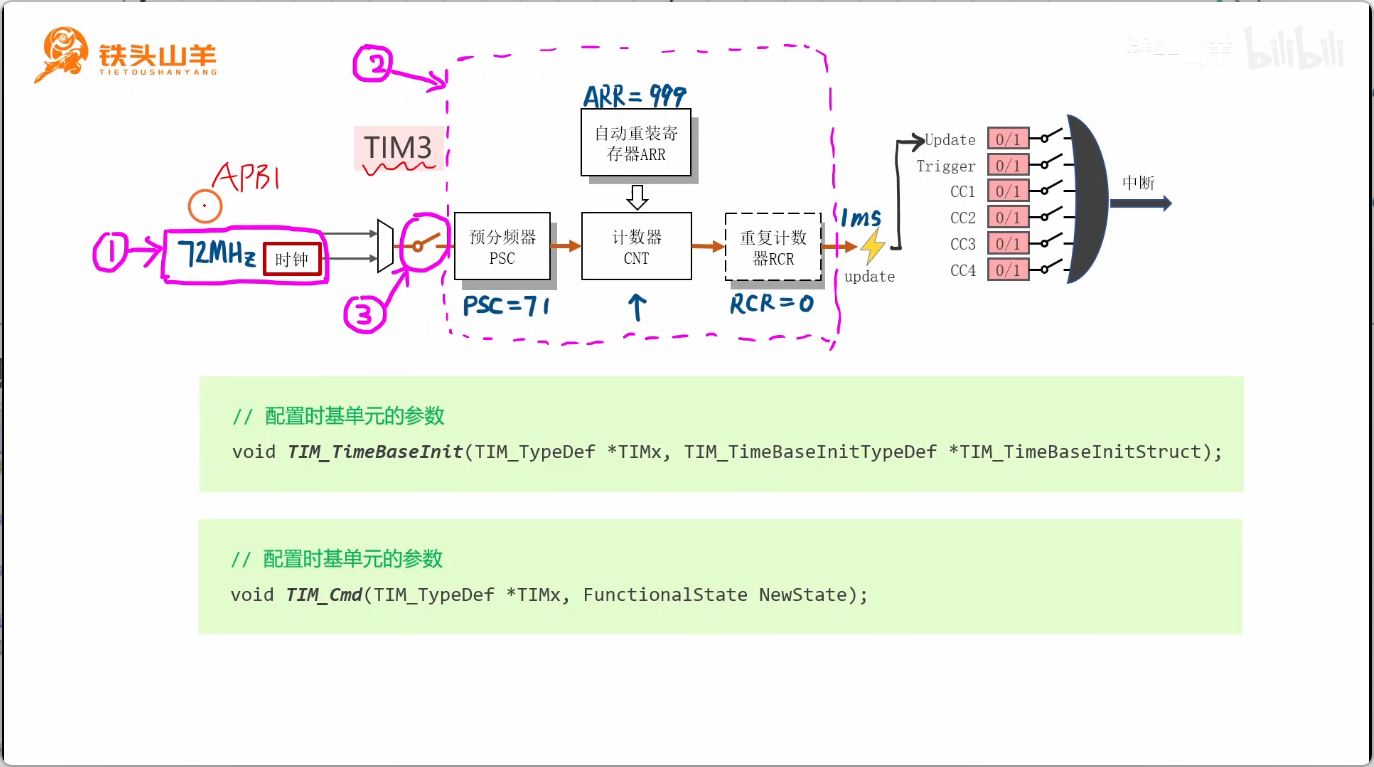 铁头山羊
TIETOUSHANYANG
bilibili
②
ARR=999
TIM3
自动重装寄
存器ARR
APB1
①
72MHz 时钟
预分频器
PSC
计数器
CNT
重复计数
器RCR
1ms
update
③
PSC=71
↑
RCR=0
Update 0/1
Trigger 0/1
CC1 0/1
CC2 0/1
CC3 0/1
CC4 0/1
中断
// 配置时基单元的参数
void TIM_TimeBaseInit(TIM_TypeDef *TIMx, TIM_TimeBaseInitTypeDef *TIM_TimeBaseInitStruct);
// 配置时基单元的参数
void TIM_Cmd(TIM_TypeDef *TIMx, FunctionalState NewState);